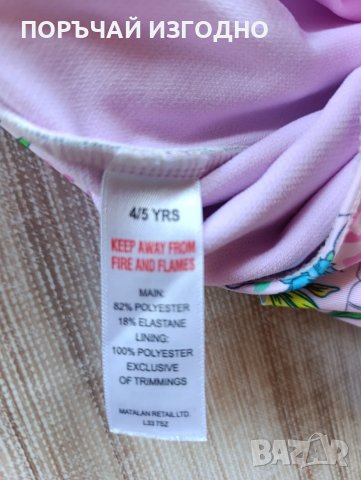 ПОРЪЧАЙ ИЗГОДНО
4/5 YRS
KEEP AWAY FROM
FIRE AND FLAMES
MAIN:
82% POLYESTER
18% ELASTANE
LINING:
100% POLYESTER
EXCLUSIVE
OF TRIMMINGS
MATALAN RETAIL LTD.
L33 7SZ
BAZAR